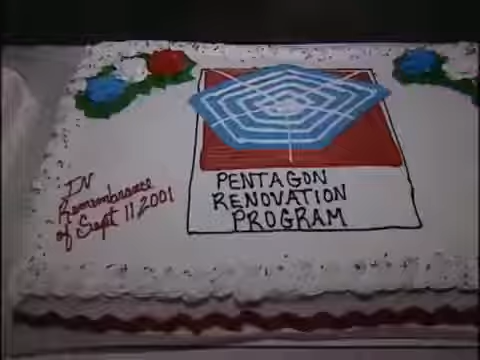 IN
Remembrance
of Sept 11, 2001
PENTAGON
RENOVATION
PROGRAM